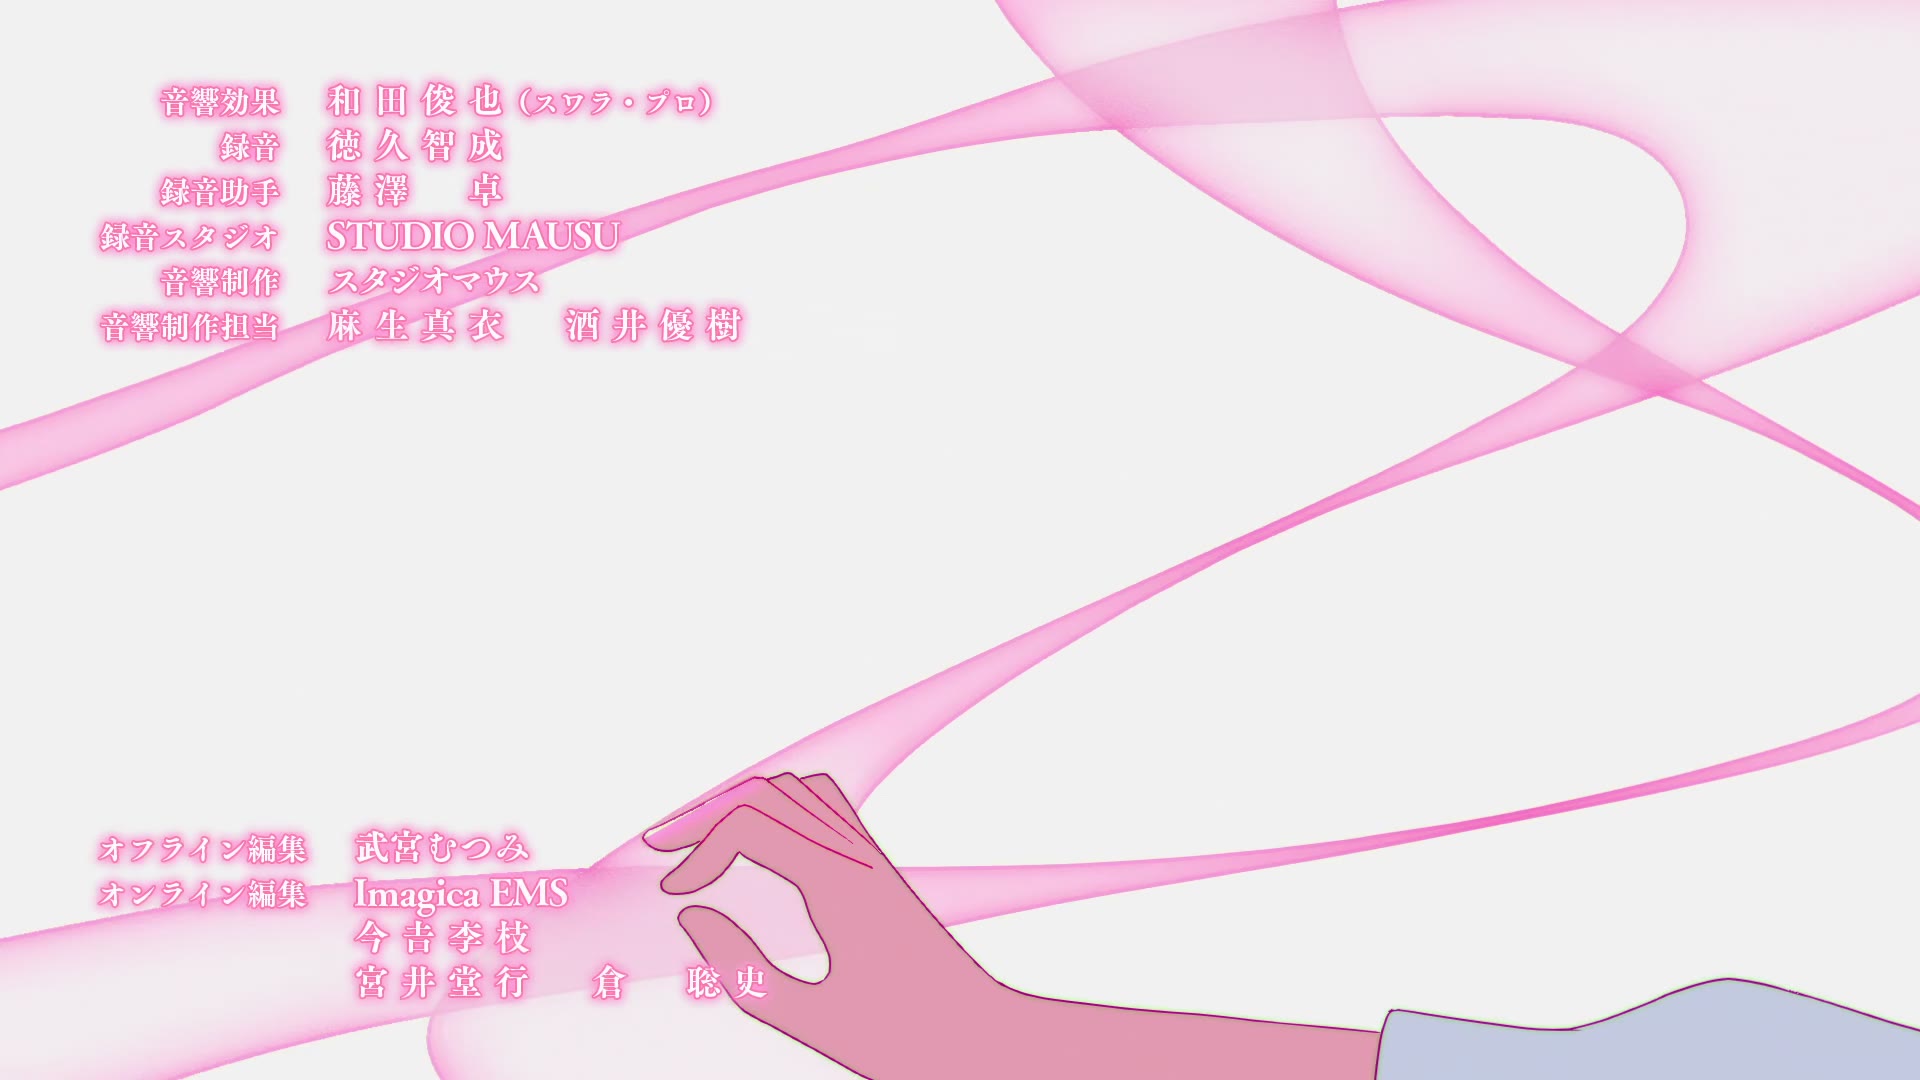 音響効果 和田俊也（スワラ・プロ）
録音 徳久智成
録音助手 藤澤 卓
録音スタジオ STUDIO MAUSU
音響制作 スタジオマウス
音響制作担当 麻生真衣 酒井優樹
オフライン編集 武宮むつみ
オンライン編集 Imagica EMS
今𠮷李枝
宮井堂行 倉 聡史